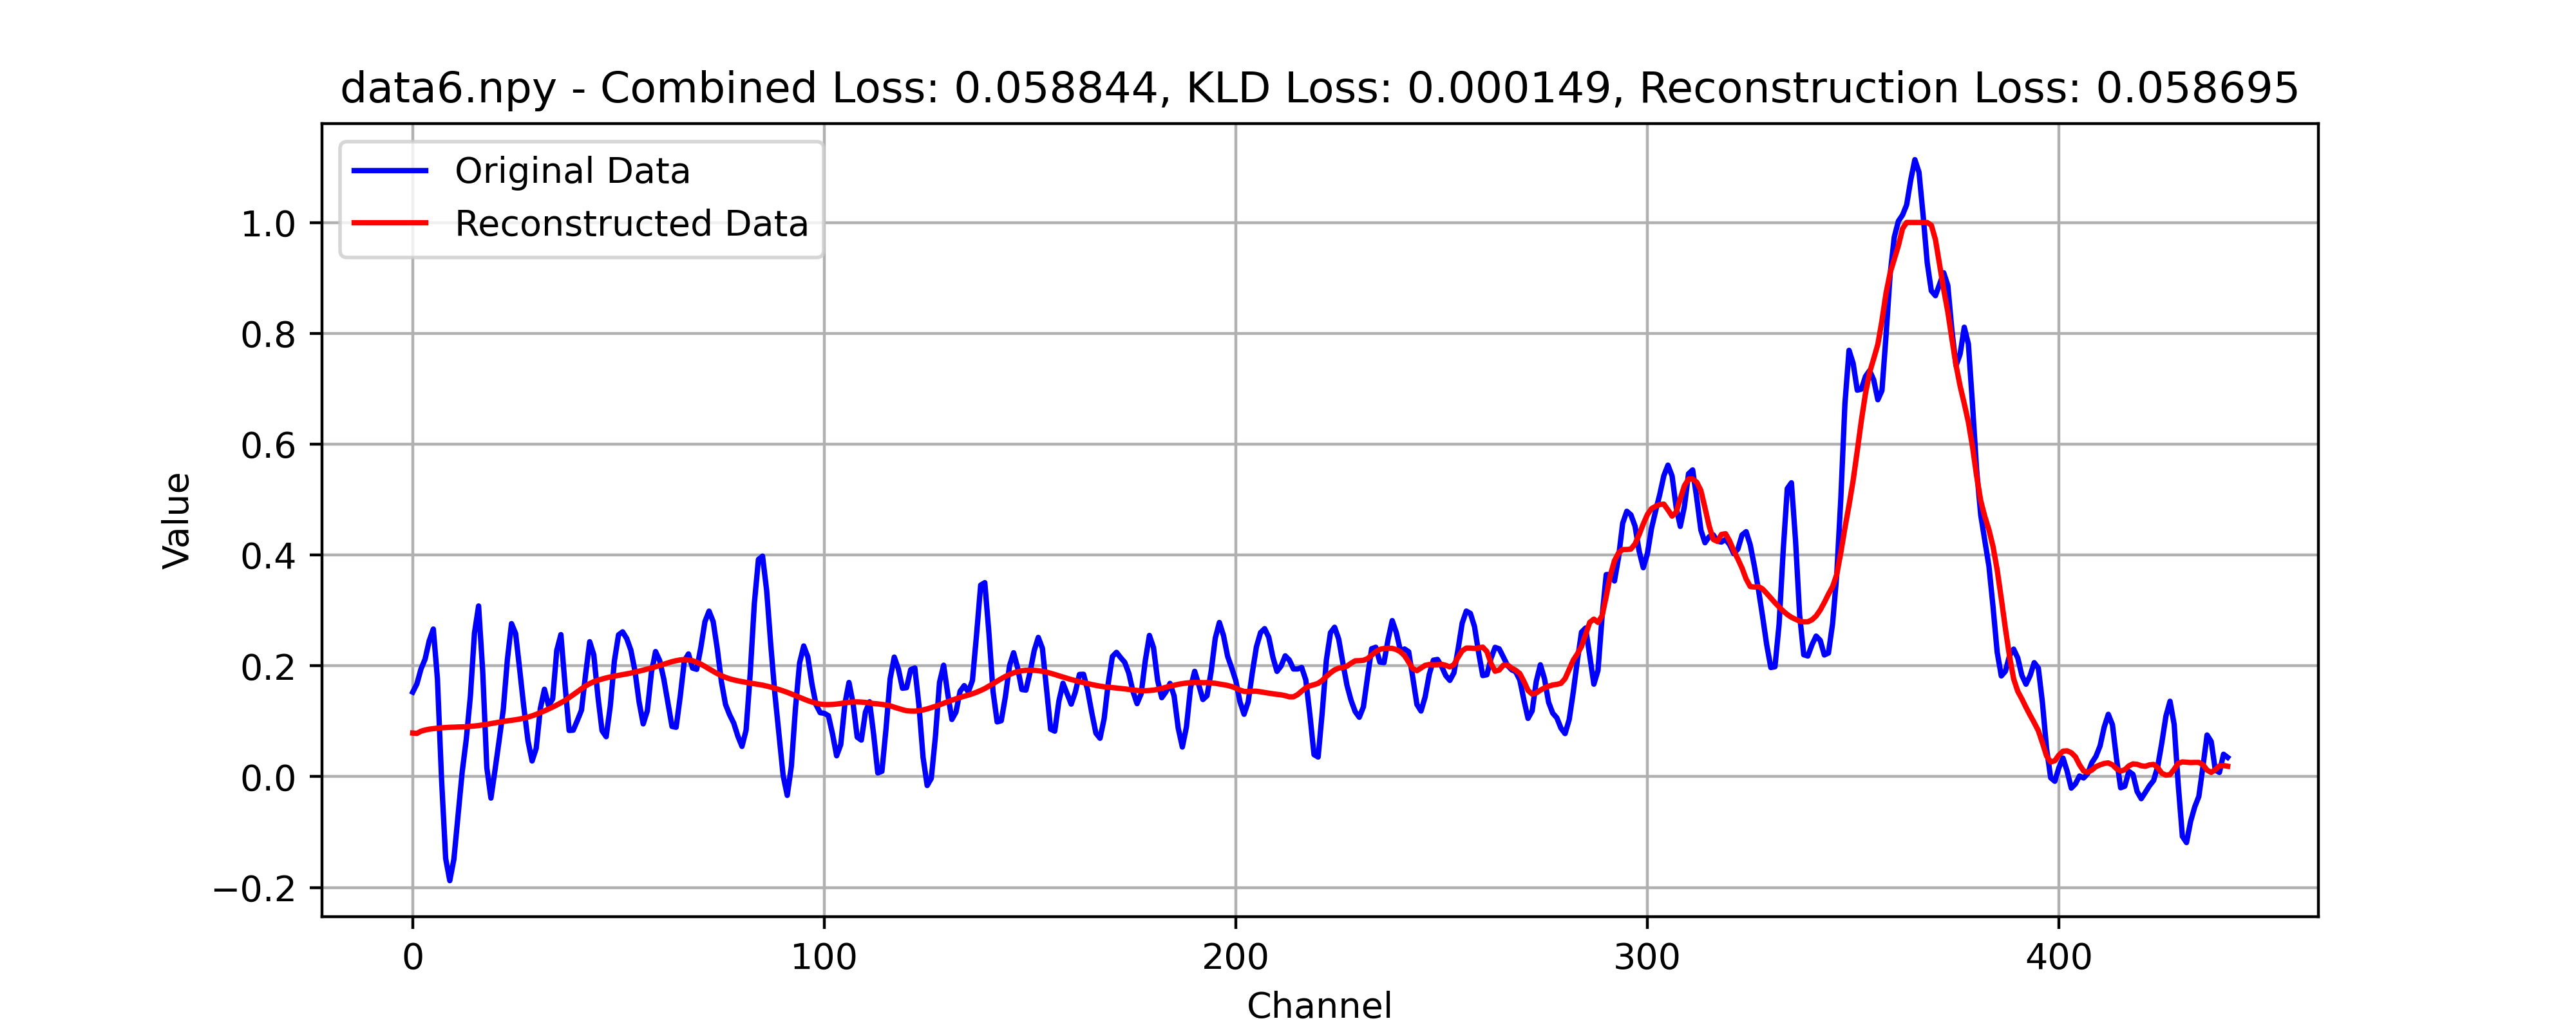 data6.npy - Combined Loss: 0.058844, KLD Loss: 0.000149, Reconstruction Loss: 0.058695
Original Data
Reconstructed Data
1.0
0.8
0.6
0.4
0.2
0.0
−0.2
Value
0 100 200 300 400
Channel